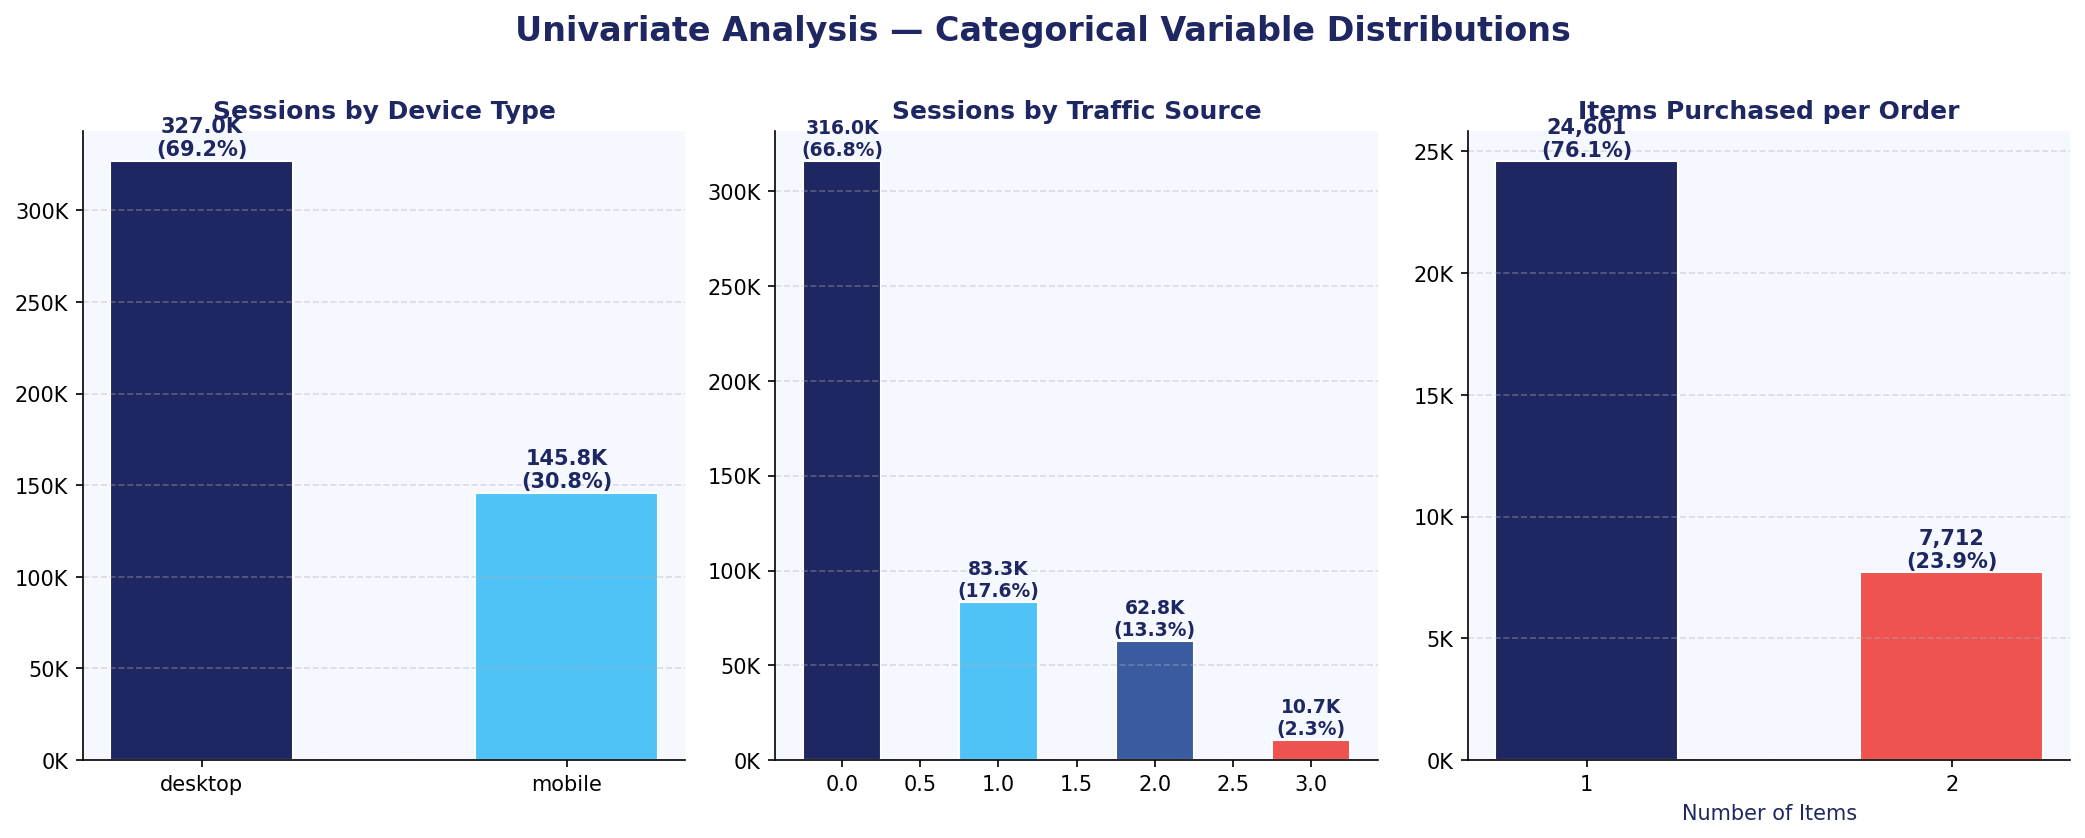 Univariate Analysis — Categorical Variable Distributions
Sessions by Device Type
327.0K
(69.2%)
145.8K
(30.8%)
300K
250K
200K
150K
100K
50K
0K
desktop
mobile
Sessions by Traffic Source
316.0K
(66.8%)
83.3K
(17.6%)
62.8K
(13.3%)
10.7K
(2.3%)
300K
250K
200K
150K
100K
50K
0K
0.0
0.5
1.0
1.5
2.0
2.5
3.0
Items Purchased per Order
24,601
(76.1%)
7,712
(23.9%)
25K
20K
15K
10K
5K
0K
1
2
Number of Items